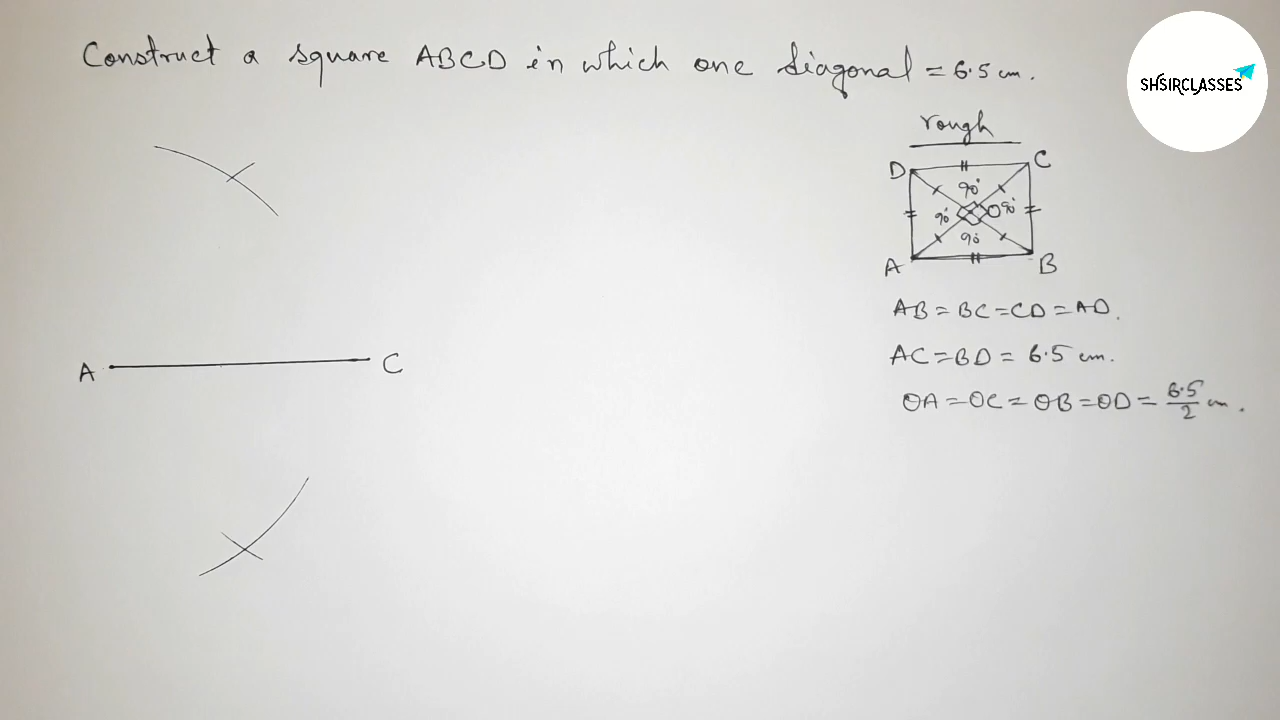 Construct a square ABCD in which one diagonal = 6.5 cm.
SHSIRCLASSES
rough
D C
90°
90° O 90°
90°
A B
AB = BC = CD = AD.
AC = BD = 6.5 cm.
OA = OC = OB = OD = 6.5/2 cm.
A C